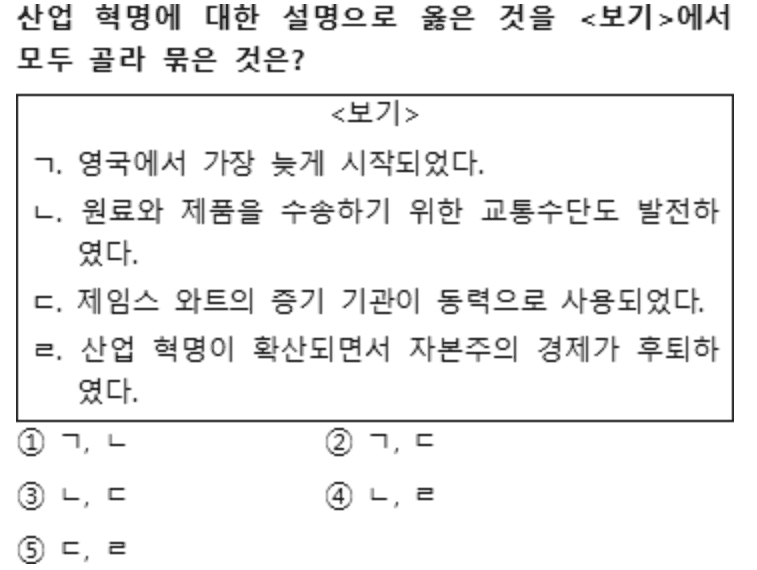 산업 혁명에 대한 설명으로 옳은 것을 <보기>에서
모두 골라 묶은 것은?
<보기>
ㄱ. 영국에서 가장 늦게 시작되었다.
ㄴ. 원료와 제품을 수송하기 위한 교통수단도 발전하
였다.
ㄷ. 제임스 와트의 증기 기관이 동력으로 사용되었다.
ㄹ. 산업 혁명이 확산되면서 자본주의 경제가 후퇴하
였다.
① ㄱ, ㄴ ② ㄱ, ㄷ
③ ㄴ, ㄷ ④ ㄴ, ㄹ
⑤ ㄷ, ㄹ